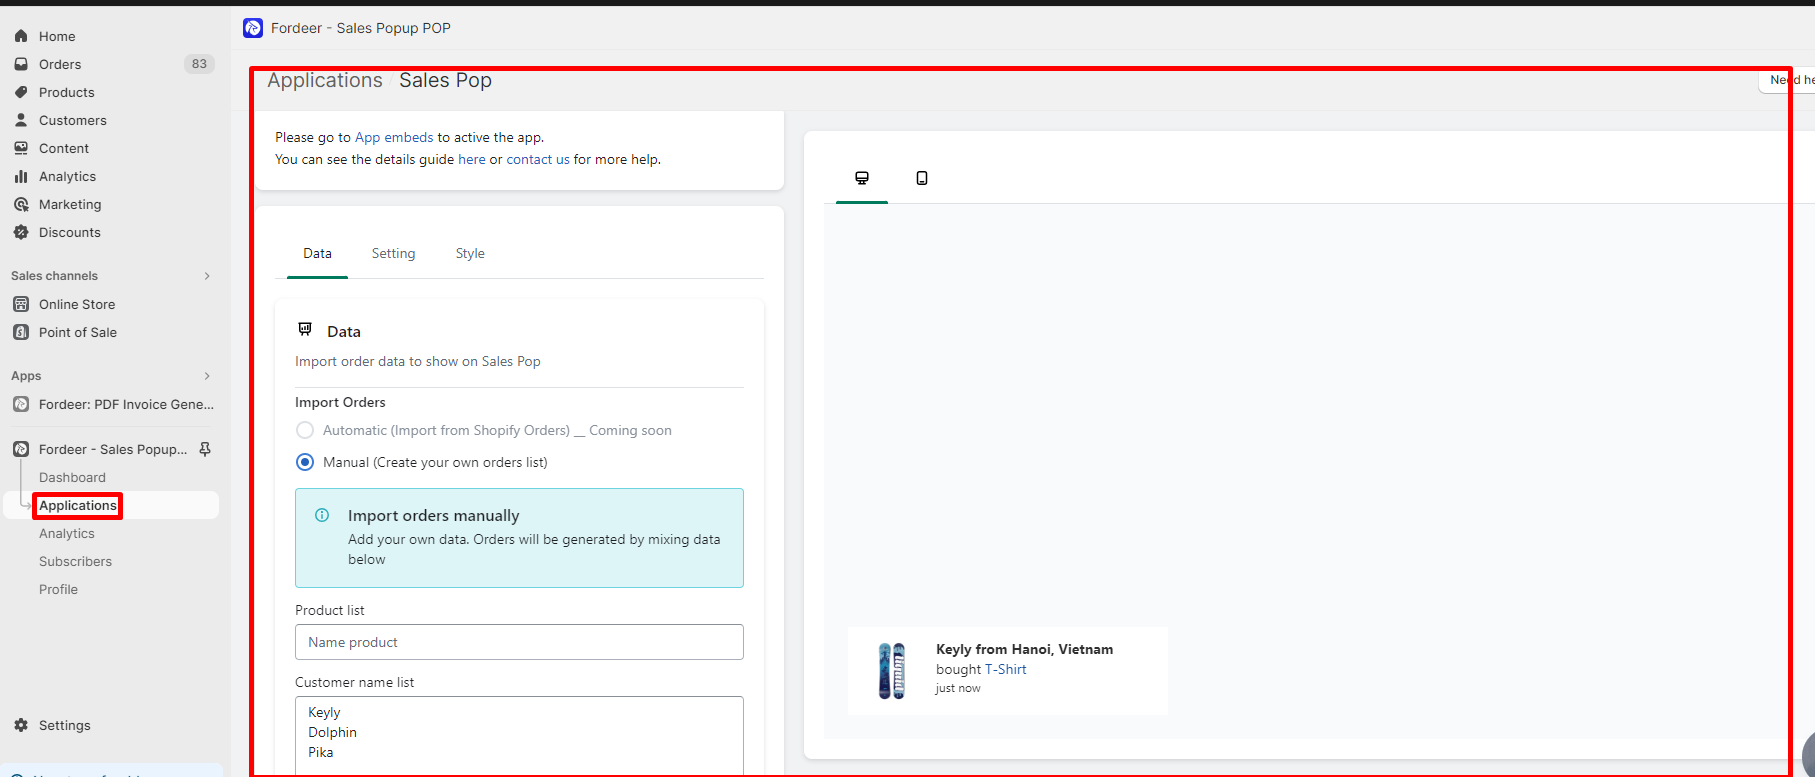 Home
Orders
83
Products
Customers
Content
Analytics
Marketing
Discounts
Sales channels
Online Store
Point of Sale
Apps
Fordeer: PDF Invoice Gene...
Fordeer - Sales Popup...
Dashboard
Applications
Analytics
Subscribers
Profile
Settings
Fordeer - Sales Popup POP
Applications / Sales Pop
Need he
Please go to App embeds to active the app.
You can see the details guide here or contact us for more help.
Data
Setting
Style
Data
Import order data to show on Sales Pop
Import Orders
Automatic (Import from Shopify Orders) __ Coming soon
Manual (Create your own orders list)
Import orders manually
Add your own data. Orders will be generated by mixing data
below
Product list
Name product
Customer name list
Keyly
Dolphin
Pika
Keyly from Hanoi, Vietnam
bought T-Shirt
just now